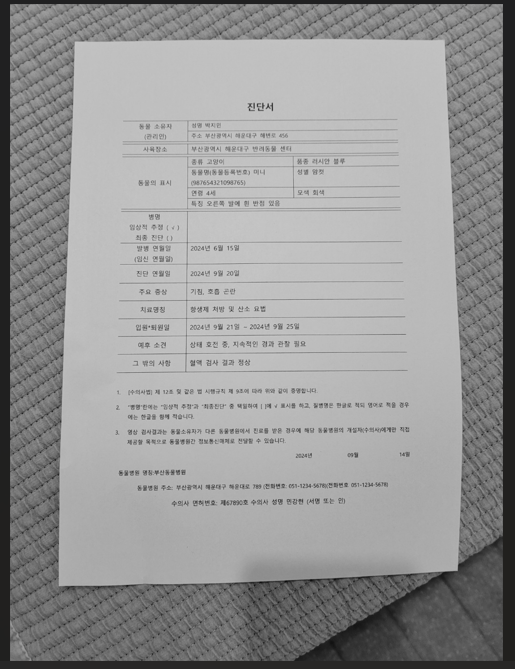 진단서
동물 소유자
(관리인)
성명 박지민
주소 부산광역시 해운대구 해변로 456
사육장소
부산광역시 해운대구 반려동물 센터
동물의 표시
종류 고양이
품종 러시안 블루
동물명(동물등록번호) 미니
(987654321098765)
성별 암컷
연령 4세
모색 회색
특징 오른쪽 발에 흰 반점 있음
병명
임상적 추정 ( √ )
최종 진단 ( )
발병 연월일
(임신 연월일)
2024년 6월 15일
진단 연월일
2024년 9월 20일
주요 증상
기침, 호흡 곤란
치료명칭
항생제 처방 및 산소 요법
입원*퇴원일
2024년 9월 21일 ~ 2024년 9월 25일
예후 소견
상태 호전 중, 지속적인 경과 관찰 필요
그 밖의 사항
혈액 검사 결과 정상
1. 「수의사법」 제 12조 및 같은 법 시행규칙 제 9조에 따라 위와 같이 증명합니다.
2. "병명"란에는 "임상적 추정"과 "최종진단" 중 택일하여 [ ]에 √ 표시를 하고, 질병명은 한글로 적되 영어로 적을 경우
에는 한글을 함께 적습니다.
3. 영상 검사결과는 동물소유자가 다른 동물병원에서 진료를 받은 경우에 해당 동물병원의 개설자(수의사)에게만 직접
제공할 목적으로 동물병원간 정보통신매체로 전달할 수 있습니다.
2024년 09월 14일
동물병원 명칭:부산동물병원
동물병원 주소: 부산광역시 해운대구 해운대로 789 (전화번호 051-1234-5678)(전화번호 051-1234-5678)
수의사 면허번호: 제67890호 수의사 성명 민강현 (서명 또는 인)